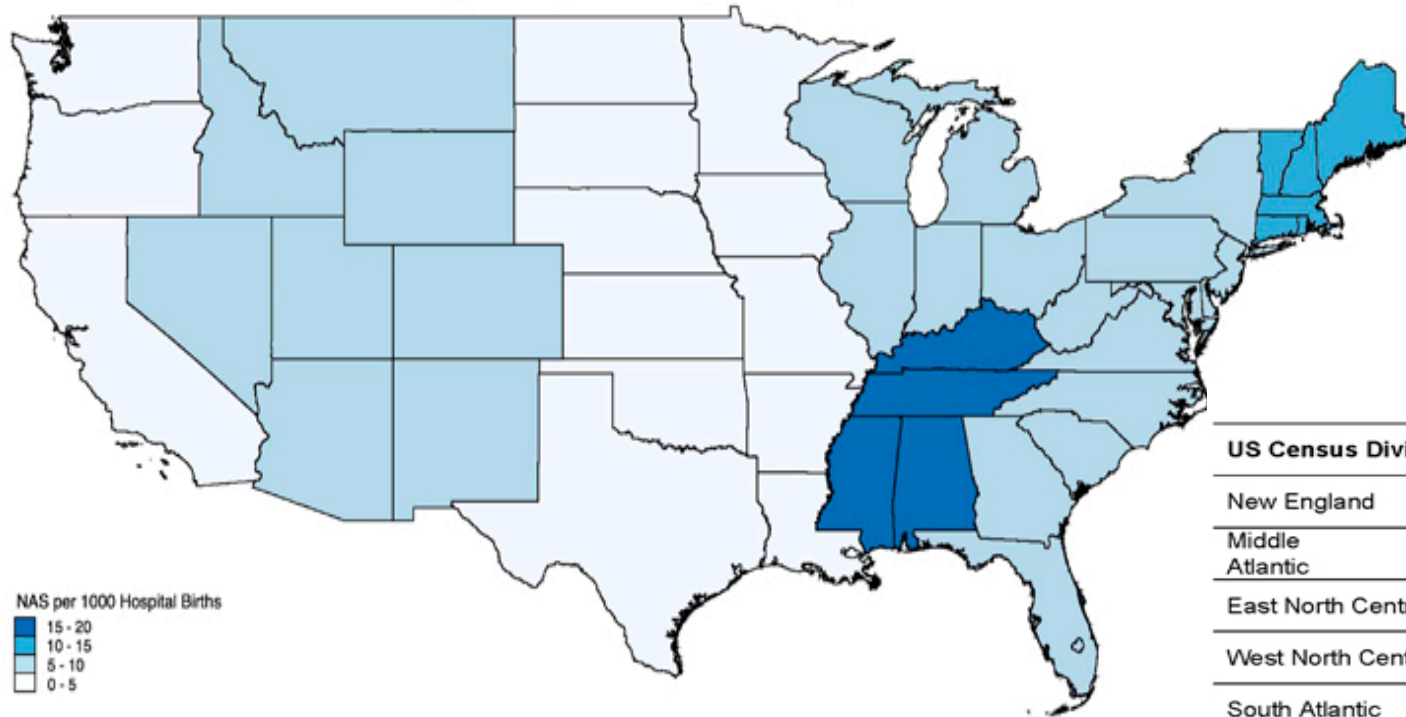 NAS per 1000 Hospital Births
15 - 20
10 - 15
5 - 10
0 - 5
US Census Divi
New England
Middle
Atlantic
East North Cent
West North Cent
South Atlantic